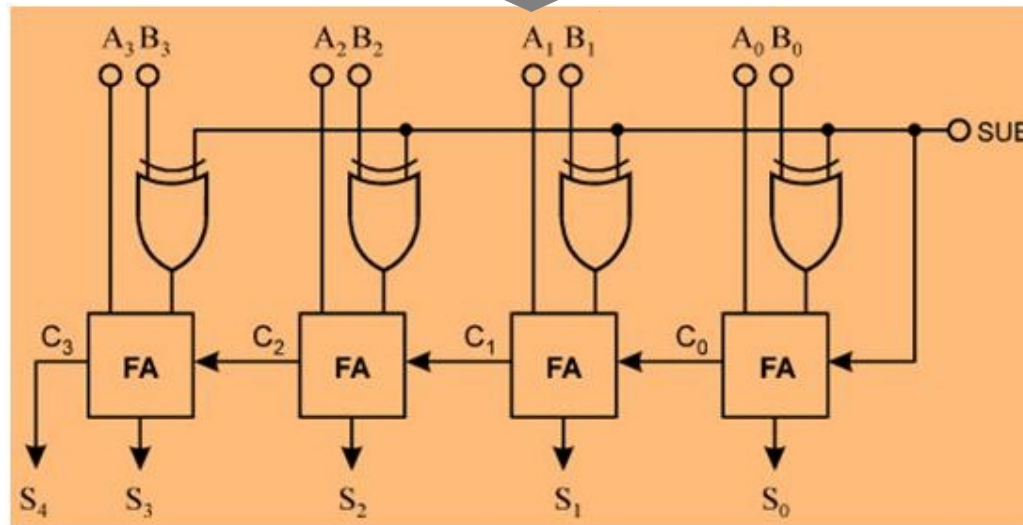 A₃ B₃ A₂ B₂ A₁ B₁ A₀ B₀
SUB
C₃ C₂ C₁ C₀
FA FA FA FA
S₄ S₃ S₂ S₁ S₀